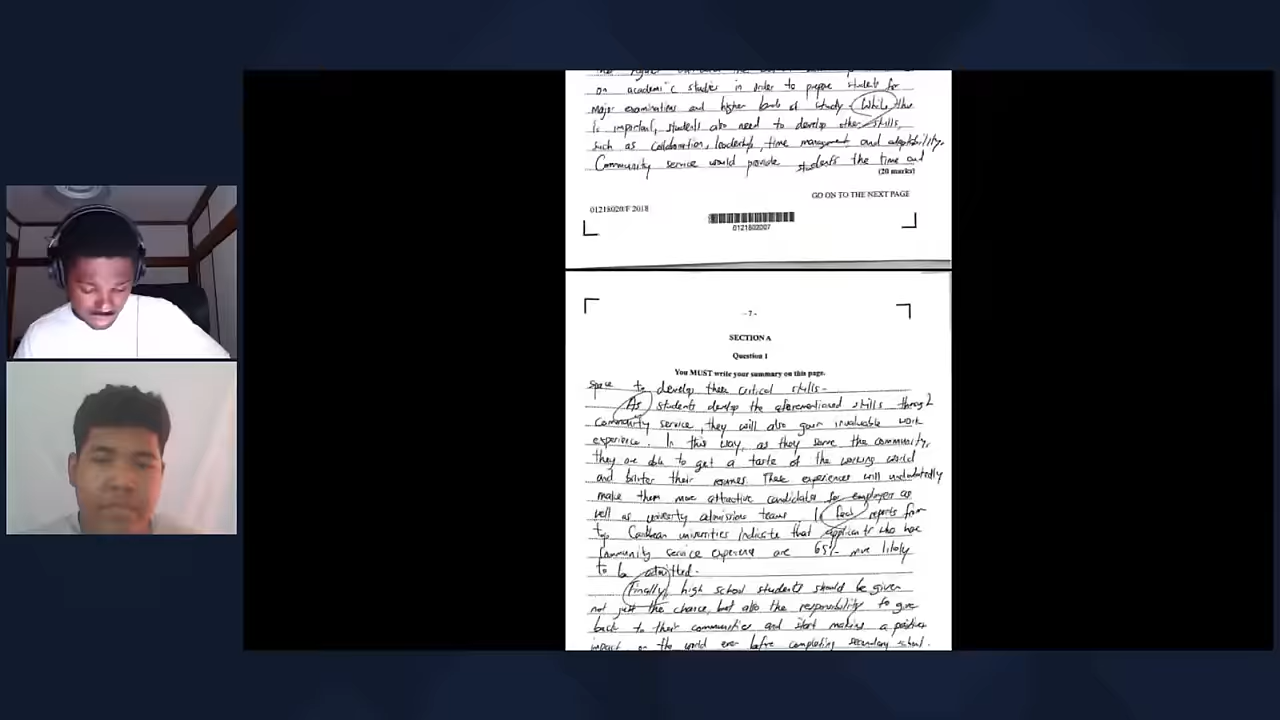 on academic studies in order to prepare students for
major examinations and higher levels of study. While this
is important, students also need to develop other skills,
such as collaboration, leadership, time management and adaptability.
Community service would provide students the time and
(20 marks)
GO ON TO THE NEXT PAGE
01218020/F 2018
0121802007
- 7 -
SECTION A
Question 1
You MUST write your summary on this page.
space to develop these critical skills.
As students develop the aforementioned skills through
community service, they will also gain invaluable work
experience. In this way, as they serve the community,
they are able to get a taste of the working world
and bolster their resumes. These experiences will undoubtedly
make them more attractive candidates for employers as
well as university admissions teams. In fact, reports from
top Caribbean universities indicate that applicants who have
community service experience are 65% more likely
to be admitted.
Finally, high school students should be given
not just the chance, but also the responsibility to give
back to their communities and start making a positive
impact on the world even before completing secondary school.